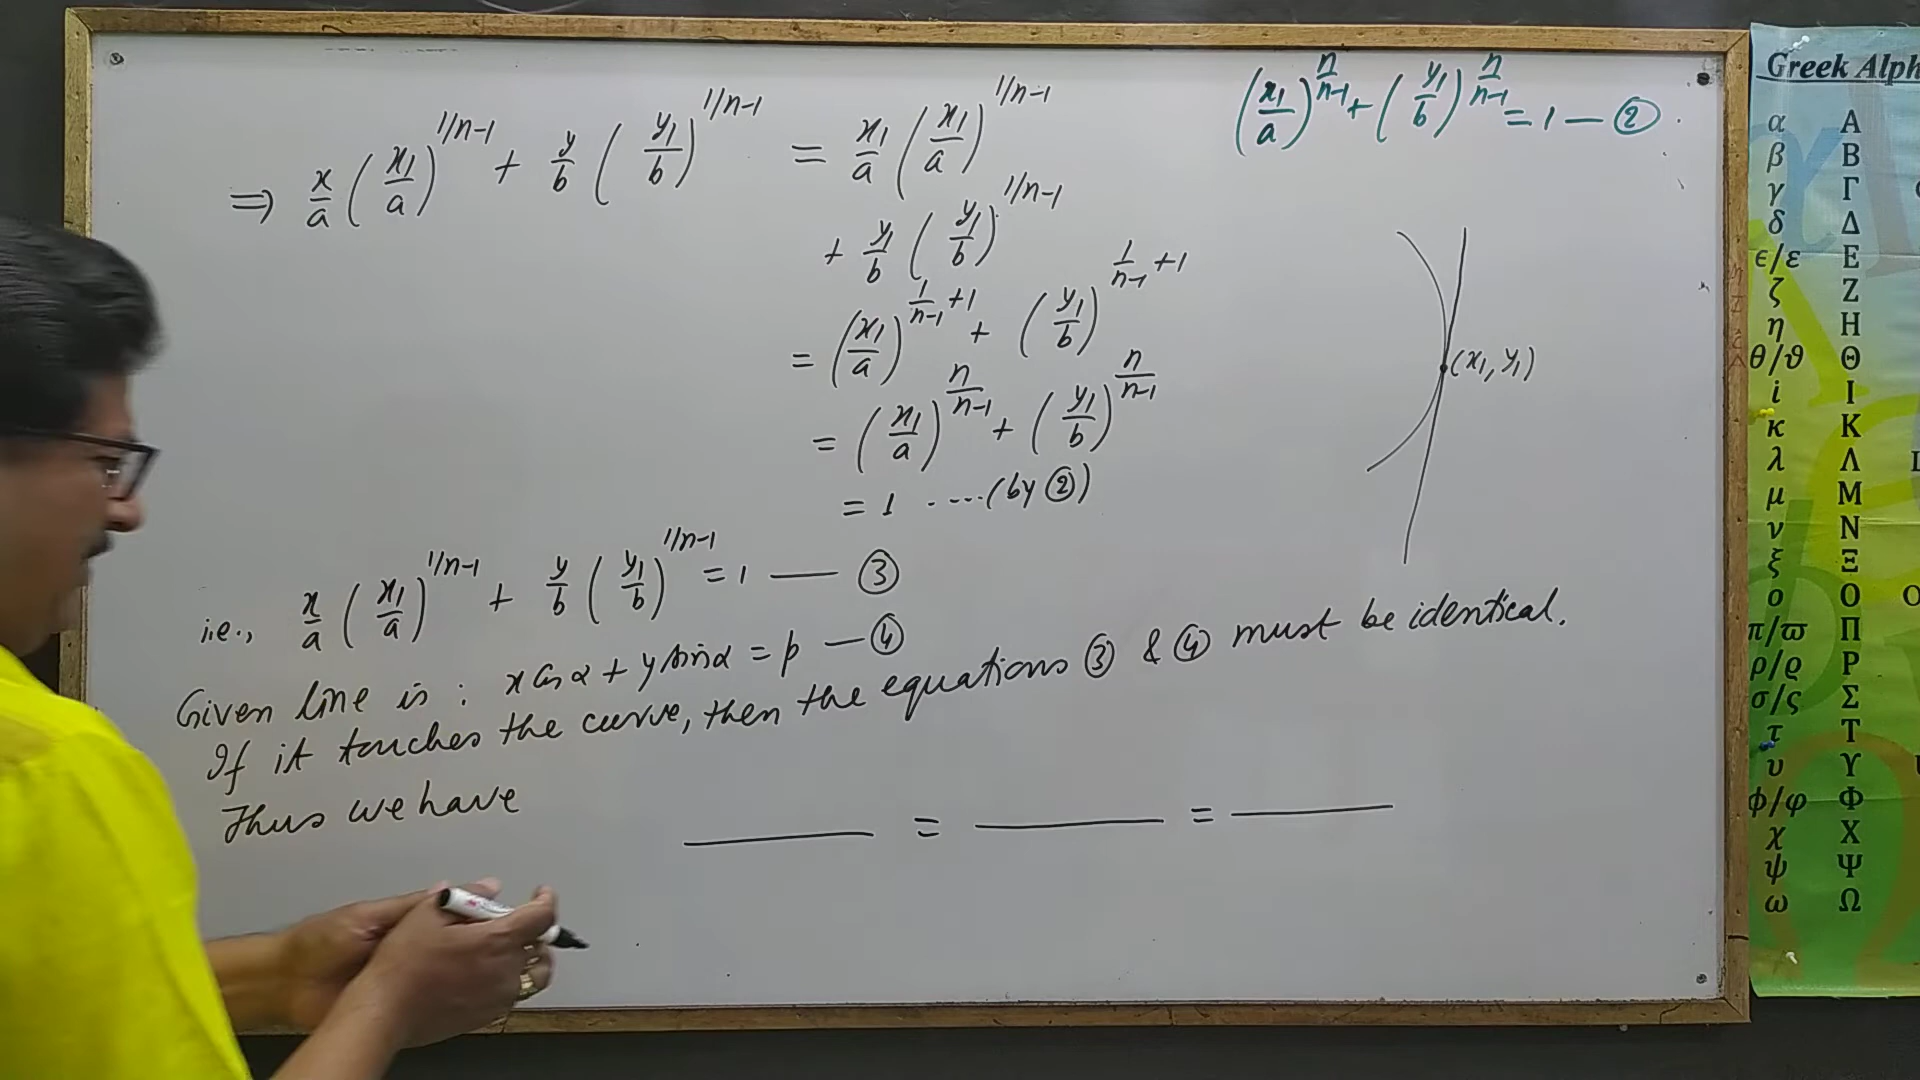 (x₁/a)^(n/n-1) + (y₁/b)^(n/n-1) = 1 — ②
⇒ x/a (x₁/a)^(1/n-1) + y/b (y₁/b)^(1/n-1) = x₁/a (x₁/a)^(1/n-1)
+ y₁/b (y₁/b)^(1/n-1)
= (x₁/a)^(1/n-1 +1) + (y₁/b)^(1/n-1 +1)
= (x₁/a)^(n/n-1) + (y₁/b)^(n/n-1)
= 1 ....(by ②)
(x₁, y₁)
i.e., x/a (x₁/a)^(1/n-1) + y/b (y₁/b)^(1/n-1) = 1 — ③
Given line is : x cos α + y sin α = p — ④
If it touches the curve, then the equations ③ & ④ must be identical.
Thus we have
= =
Greek Alph
α Α
β Β
γ Γ
δ Δ
ϵ/ε Ε
ζ Ζ
η Η
θ/ϑ Θ
i Ι
κ Κ
λ Λ
μ Μ
ν Ν
ξ Ξ
ο Ο
π/ϖ Π
ρ/ϱ Ρ
σ/ς Σ
τ Τ
υ Υ
ϕ/φ Φ
χ Χ
ψ Ψ
ω Ω